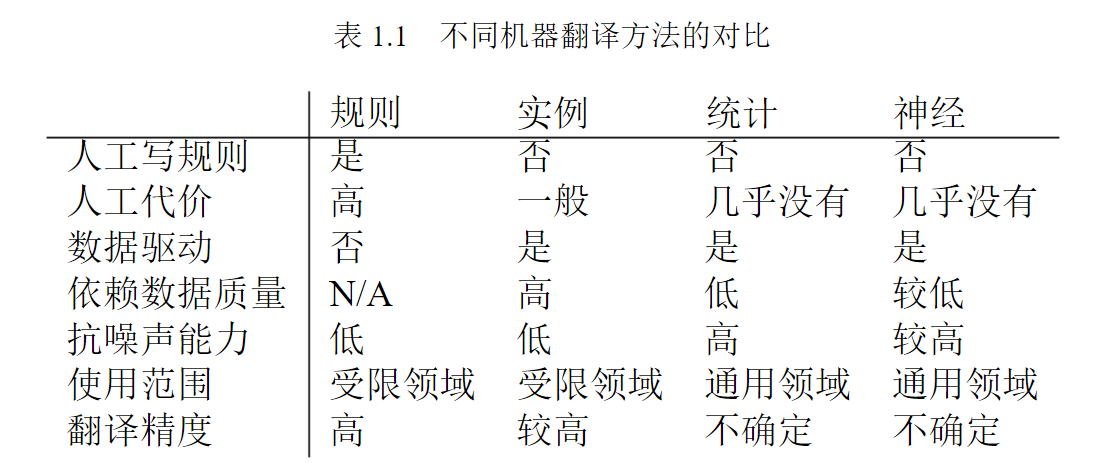 表 1.1 不同机器翻译方法的对比
规则 实例 统计 神经
人工写规则 是 否 否 否
人工代价 高 一般 几乎没有 几乎没有
数据驱动 否 是 是 是
依赖数据质量 N/A 高 低 较低
抗噪声能力 低 低 高 较高
使用范围 受限领域 受限领域 通用领域 通用领域
翻译精度 高 较高 不确定 不确定